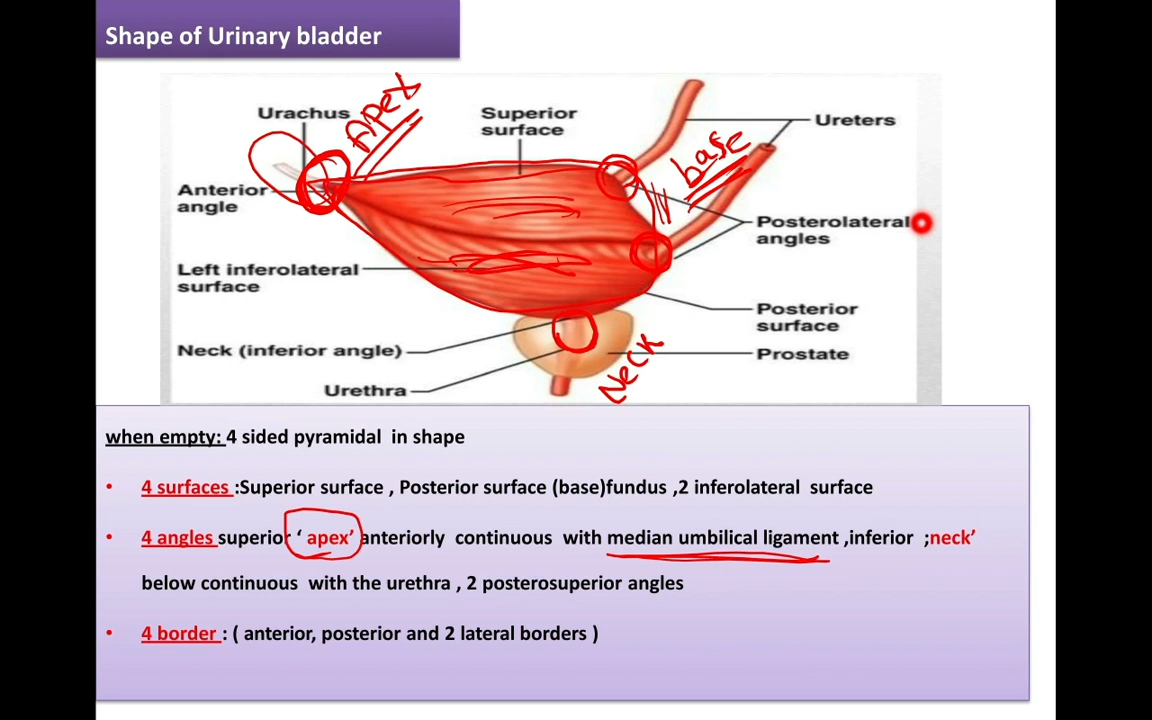 Shape of Urinary bladder
Urachus
APEX
Superior
surface
base
Ureters
Anterior
angle
Posterolateral
angles
Left inferolateral
surface
Posterior
surface
Neck (inferior angle)
Neck
Prostate
Urethra
when empty: 4 sided pyramidal in shape
• 4 surfaces :Superior surface , Posterior surface (base)fundus ,2 inferolateral surface
• 4 angles superior ‘ apex’ anteriorly continuous with median umbilical ligament ,inferior ;neck’
below continuous with the urethra , 2 posterosuperior angles
• 4 border : ( anterior, posterior and 2 lateral borders )